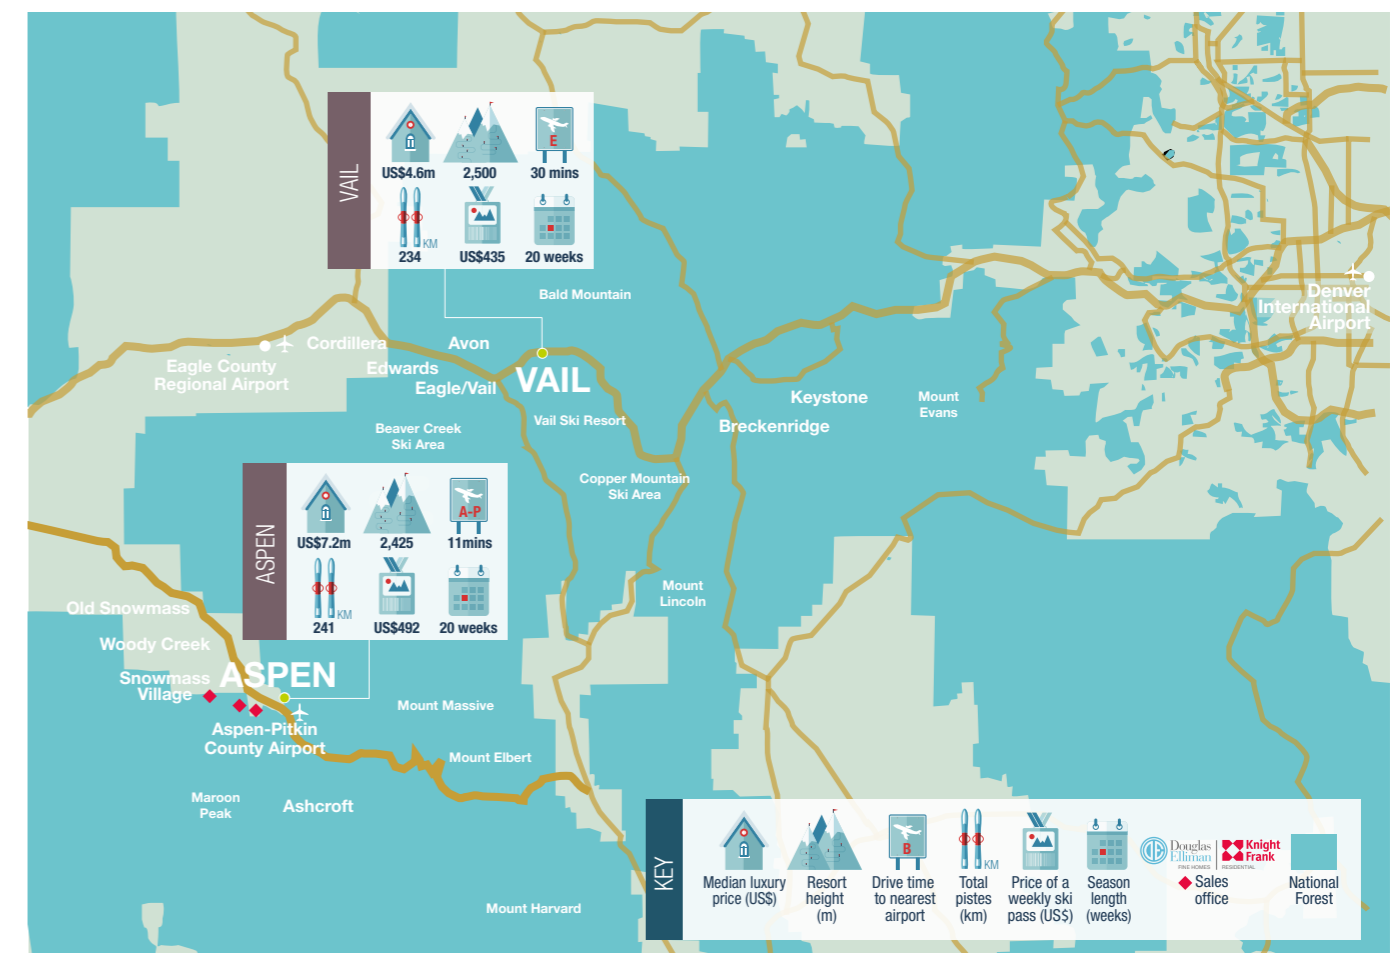 VAIL
US$4.6m
2,500
E
30 mins
234
KM
US$435
20 weeks
Bald Mountain
Denver
International
Airport
Cordillera
Avon
Eagle County
Regional Airport
Edwards
Eagle/Vail
VAIL
Keystone
Mount
Evans
Vail Ski Resort
Breckenridge
Beaver Creek
Ski Area
Copper Mountain
Ski Area
ASPEN
US$7.2m
2,425
A-P
11mins
241
KM
US$492
20 weeks
Mount
Lincoln
Old Snowmass
Woody Creek
Snowmass
Village
ASPEN
Aspen-Pitkin
County Airport
Mount Massive
Mount Elbert
Maroon
Peak
Ashcroft
Mount Harvard
KEY
Median luxury
price (US$)
Resort
height
(m)
B
Drive time
to nearest
airport
KM
Total
pistes
(km)
Price of a
weekly ski
pass (US$)
Season
length
(weeks)
DE
Douglas
Elliman
FINE HOMES
Knight
Frank
RESIDENTIAL
Sales
office
National
Forest